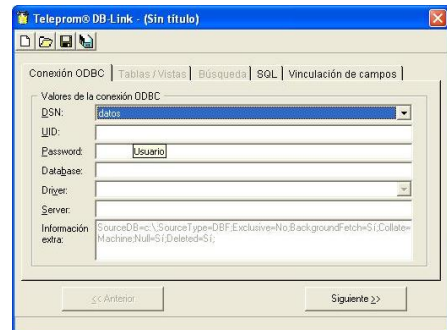 Teleprom® DB-Link - (Sin título)
Conexión ODBC Tablas / Vistas Búsqueda SQL Vinculación de campos
Valores de la conexión ODBC
DSN: datos
UID:
Password: Usuario
Database:
Driver:
Server:
Información extra: SourceDB=c:\;SourceType=DBF;Exclusive=No;BackgroundFetch=Sí;Collate=
Machine;Null=Sí;Deleted=Sí;
<< Anterior Siguiente >>